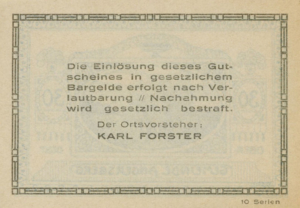 Die Einlösung dieses Gut-
scheines in gesetzlichem
Bargelde erfolgt nach Ver-
lautbarung // Nachahmung
wird gesetzlich bestraft.
Der Ortsvorsteher:
KARL FORSTER
10 Serien